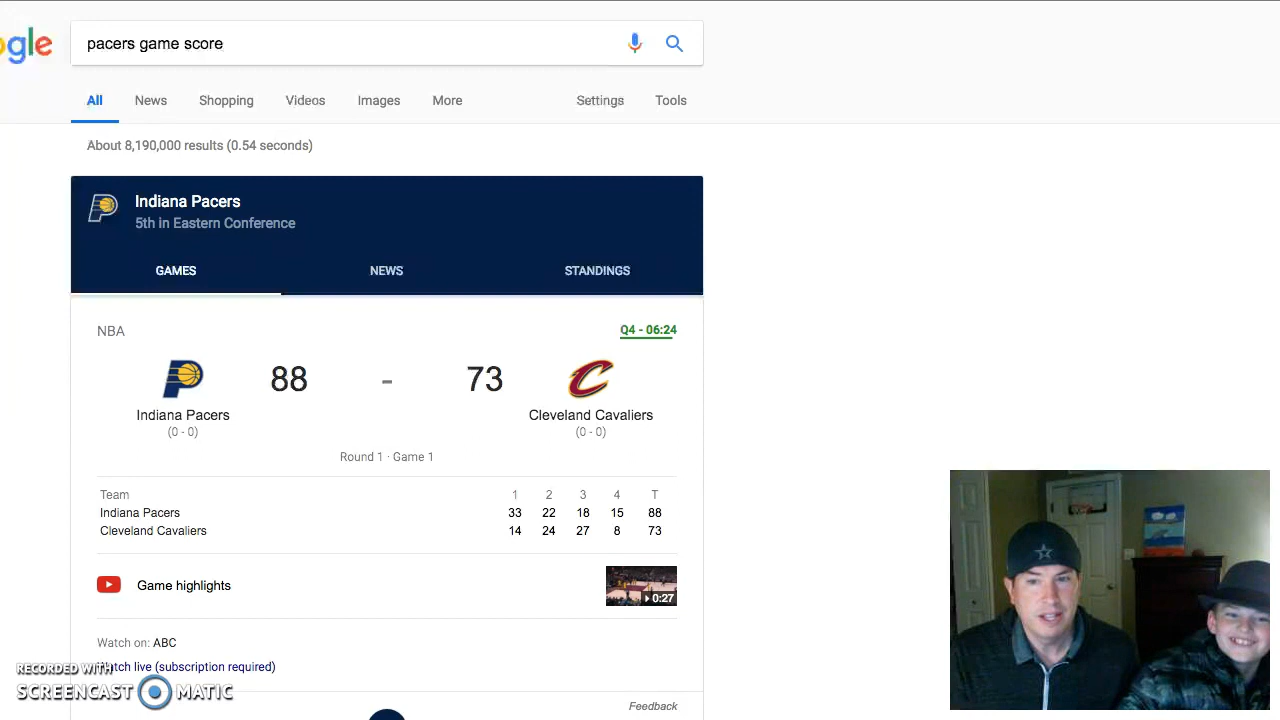 gle
pacers game score
All News Shopping Videos Images More Settings Tools
About 8,190,000 results (0.54 seconds)
Indiana Pacers
5th in Eastern Conference
GAMES NEWS STANDINGS
NBA Q4 - 06:24
88 - 73
Indiana Pacers Cleveland Cavaliers
(0 - 0) (0 - 0)
Round 1 · Game 1
Team 1 2 3 4 T
Indiana Pacers 33 22 18 15 88
Cleveland Cavaliers 14 24 27 8 73
Game highlights 0:27
Watch on: ABC
tch live (subscription required)
RECORDED WITH
SCREENCAST MATIC
Feedback